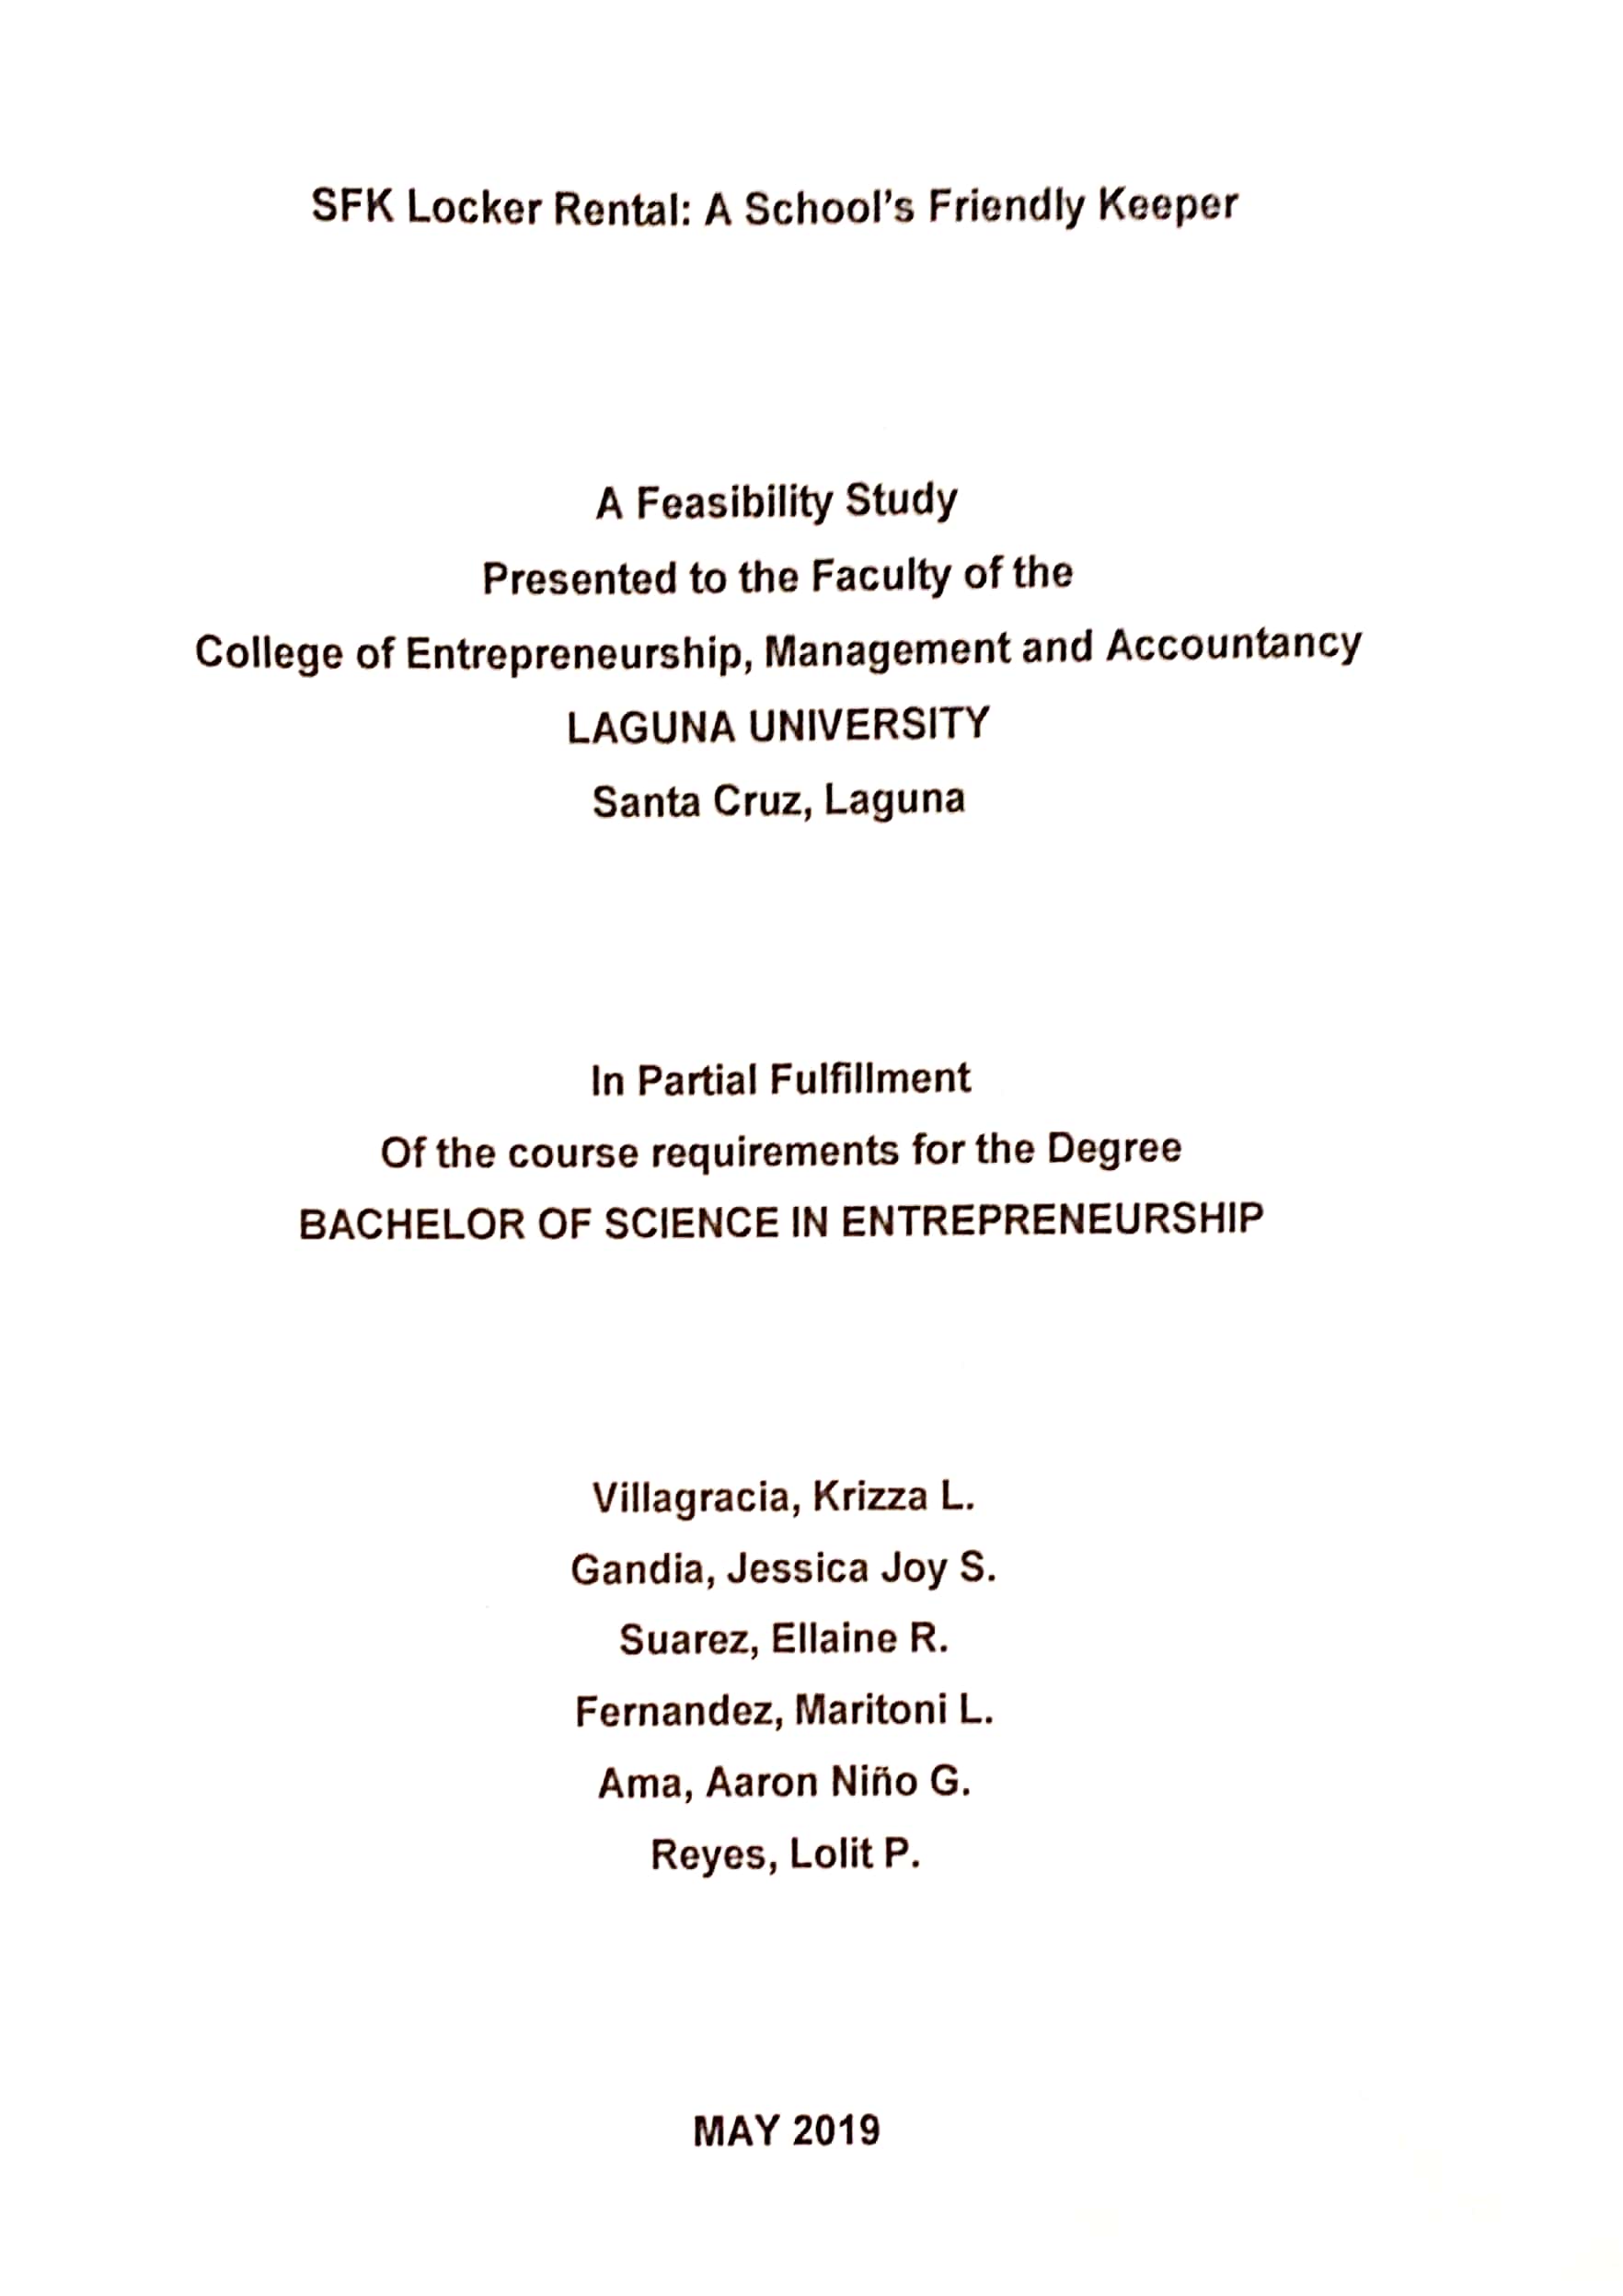 SFK Locker Rental: A School's Friendly Keeper
A Feasibility Study
Presented to the Faculty of the
College of Entrepreneurship, Management and Accountancy
LAGUNA UNIVERSITY
Santa Cruz, Laguna
In Partial Fulfillment
Of the course requirements for the Degree
BACHELOR OF SCIENCE IN ENTREPRENEURSHIP
Villagracia, Krizza L.
Gandia, Jessica Joy S.
Suarez, Ellaine R.
Fernandez, Maritoni L.
Ama, Aaron Niño G.
Reyes, Lolit P.
MAY 2019